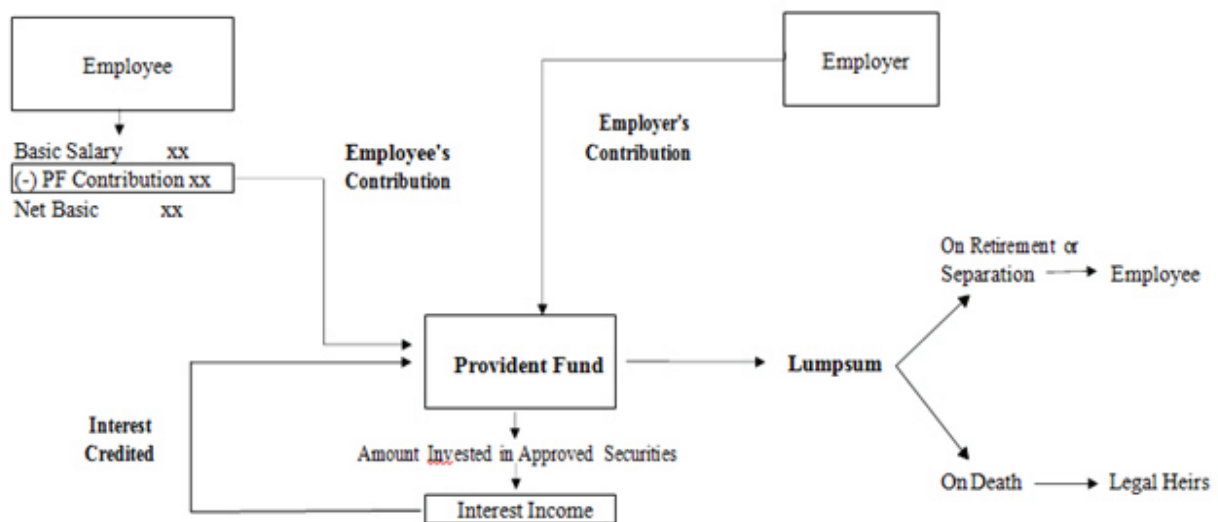 Employee
Employer
Basic Salary xx
(-) PF Contribution xx
Net Basic xx
Employee's
Contribution
Employer's
Contribution
On Retirement or
Separation
Employee
Provident Fund
Lumpsum
Interest
Credited
Amount Invested in Approved Securities
On Death
Legal Heirs
Interest Income